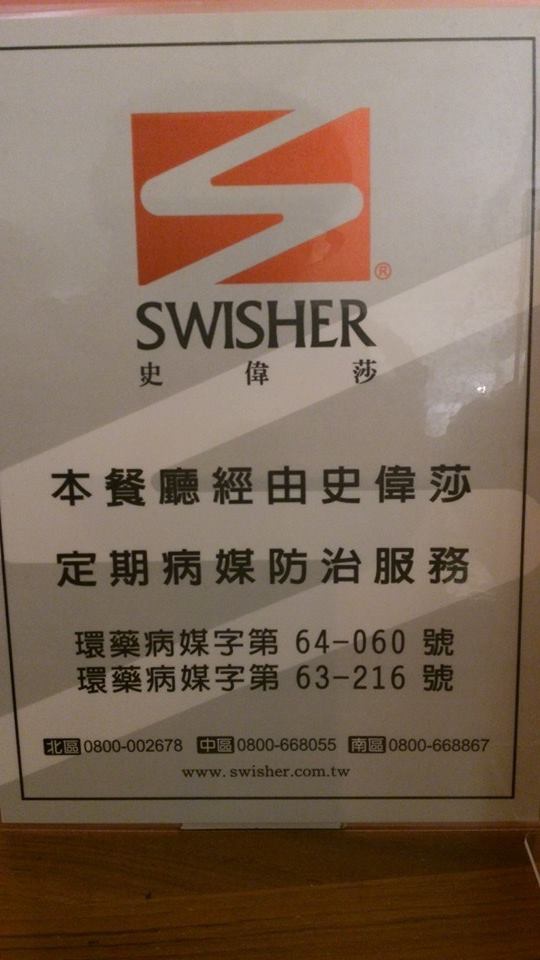 ®
SWISHER
史偉莎
本餐廳經由史偉莎
定期病媒防治服務
環藥病媒字第 64-060 號
環藥病媒字第 63-216 號
北區 0800-002678 中區 0800-668055 南區 0800-668867
www.swisher.com.tw